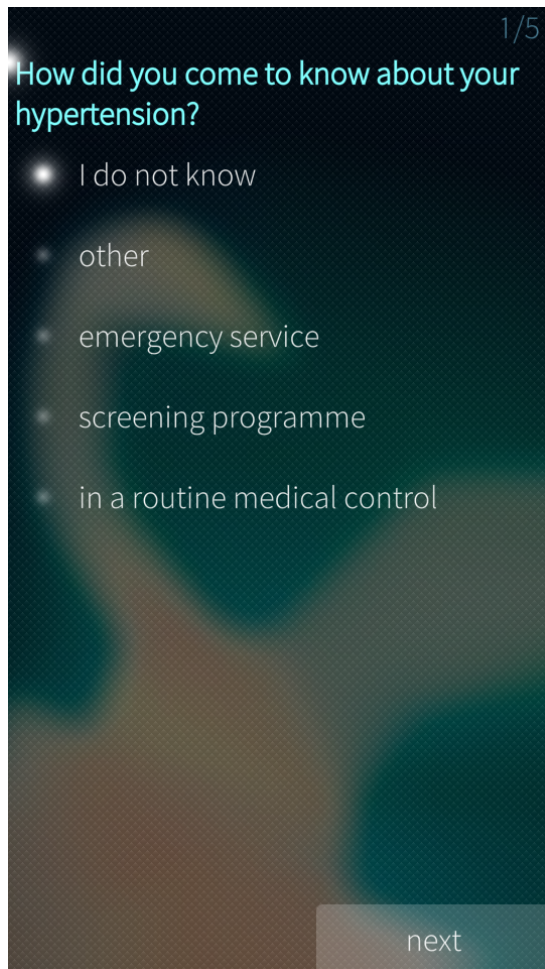 1/5
How did you come to know about your
hypertension?
I do not know
other
emergency service
screening programme
in a routine medical control
next